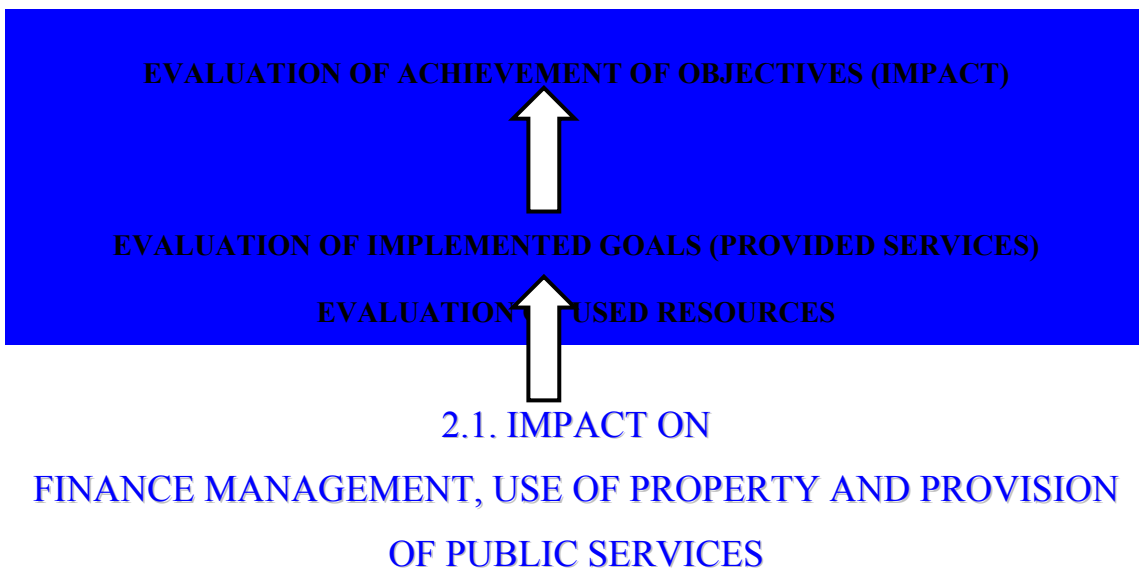 EVALUATION OF ACHIEVEMENT OF OBJECTIVES (IMPACT)
EVALUATION OF IMPLEMENTED GOALS (PROVIDED SERVICES)
EVALUATION USED RESOURCES
2.1. IMPACT ON
FINANCE MANAGEMENT, USE OF PROPERTY AND PROVISION
OF PUBLIC SERVICES